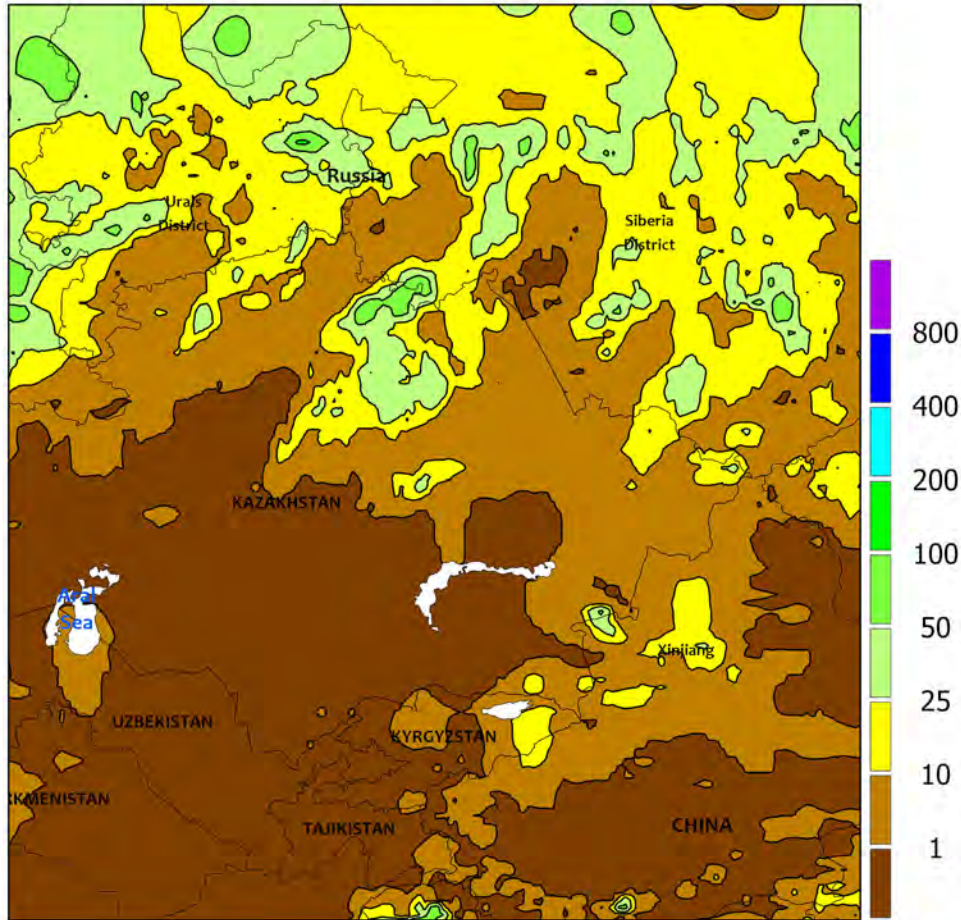 Russia
Urals
District
Siberia
District
KAZAKHSTAN
Aral
Sea
Xinjiang
UZBEKISTAN
KYRGYZSTAN
RKMENISTAN
TAJIKISTAN
CHINA
800
400
200
100
50
25
10
1